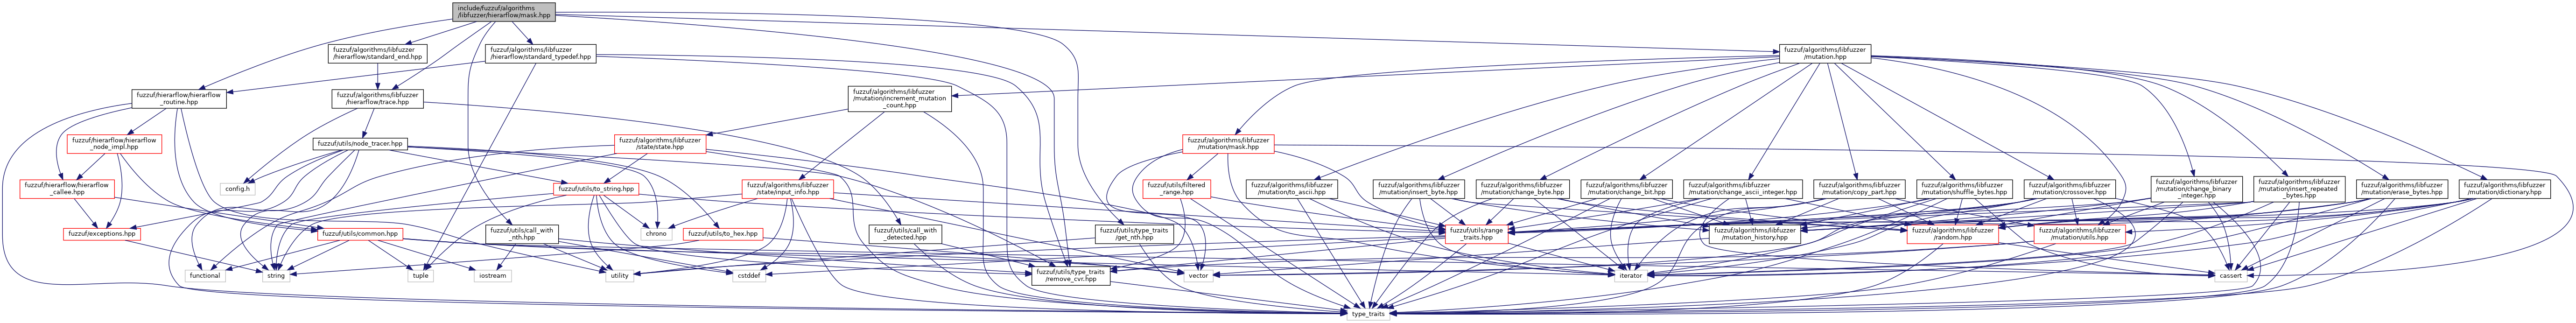 include/fuzzuf/algorithms
/libfuzzer/hierarflow/mask.hpp
fuzzuf/algorithms/libfuzzer
/hierarflow/standard_end.hpp
fuzzuf/algorithms/libfuzzer
/hierarflow/standard_typedef.hpp
fuzzuf/algorithms/libfuzzer
/mutation.hpp
fuzzuf/hierarflow/hierarflow
_routine.hpp
fuzzuf/algorithms/libfuzzer
/hierarflow/trace.hpp
fuzzuf/algorithms/libfuzzer
/mutation/increment_mutation
_count.hpp
fuzzuf/hierarflow/hierarflow
_node_impl.hpp
fuzzuf/utils/node_tracer.hpp
fuzzuf/algorithms/libfuzzer
/state/state.hpp
fuzzuf/algorithms/libfuzzer
/mutation/mask.hpp
fuzzuf/hierarflow/hierarflow
_callee.hpp
config.h
fuzzuf/utils/to_string.hpp
fuzzuf/algorithms/libfuzzer
/state/input_info.hpp
fuzzuf/utils/filtered
_range.hpp
fuzzuf/algorithms/libfuzzer
/mutation/to_ascii.hpp
fuzzuf/algorithms/libfuzzer
/mutation/insert_byte.hpp
fuzzuf/algorithms/libfuzzer
/mutation/change_byte.hpp
fuzzuf/algorithms/libfuzzer
/mutation/change_bit.hpp
fuzzuf/algorithms/libfuzzer
/mutation/change_ascii_integer.hpp
fuzzuf/algorithms/libfuzzer
/mutation/copy_part.hpp
fuzzuf/algorithms/libfuzzer
/mutation/shuffle_bytes.hpp
fuzzuf/algorithms/libfuzzer
/mutation/crossover.hpp
fuzzuf/algorithms/libfuzzer
/mutation/change_binary
_integer.hpp
fuzzuf/algorithms/libfuzzer
/mutation/insert_repeated
_bytes.hpp
fuzzuf/algorithms/libfuzzer
/mutation/erase_bytes.hpp
fuzzuf/algorithms/libfuzzer
/mutation/dictionary.hpp
fuzzuf/exceptions.hpp
fuzzuf/utils/common.hpp
fuzzuf/utils/call_with
_nth.hpp
chrono
fuzzuf/utils/to_hex.hpp
fuzzuf/utils/call_with
_detected.hpp
fuzzuf/utils/type_traits
/get_nth.hpp
fuzzuf/utils/range
_traits.hpp
fuzzuf/algorithms/libfuzzer
/mutation_history.hpp
fuzzuf/algorithms/libfuzzer
/random.hpp
fuzzuf/algorithms/libfuzzer
/mutation/utils.hpp
functional
string
tuple
iostream
utility
cstddef
fuzzuf/utils/type_traits
/remove_cvr.hpp
vector
iterator
cassert
type_traits